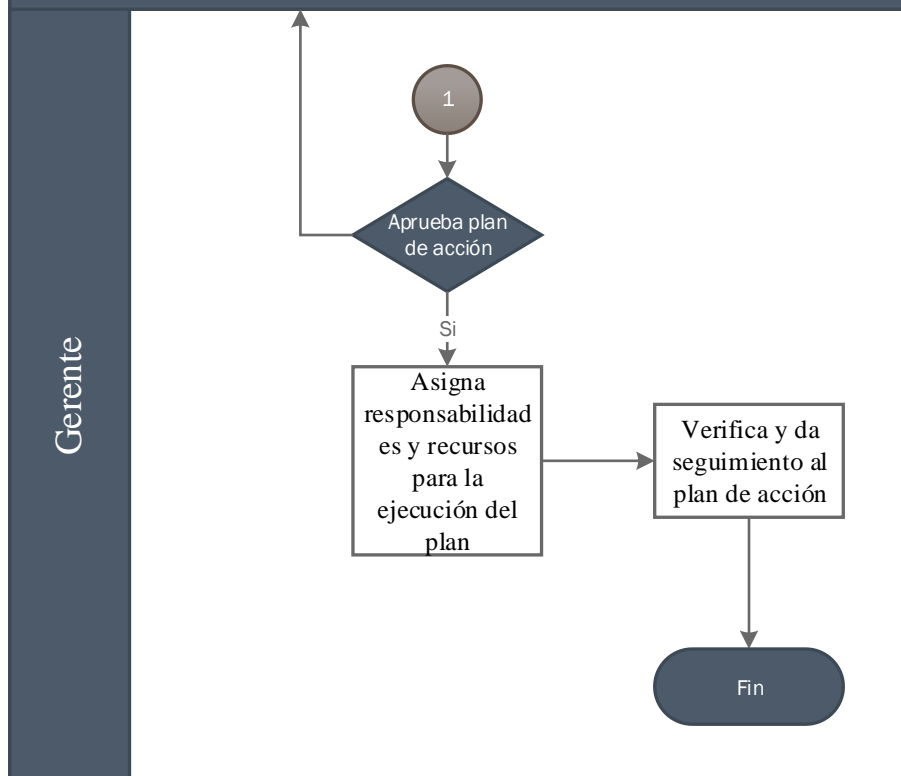 1
Aprueba plan
de acción
Si
Gerente
Asigna
responsabilidad
es y recursos
para la
ejecución del
plan
Verifica y da
seguimiento al
plan de acción
Fin